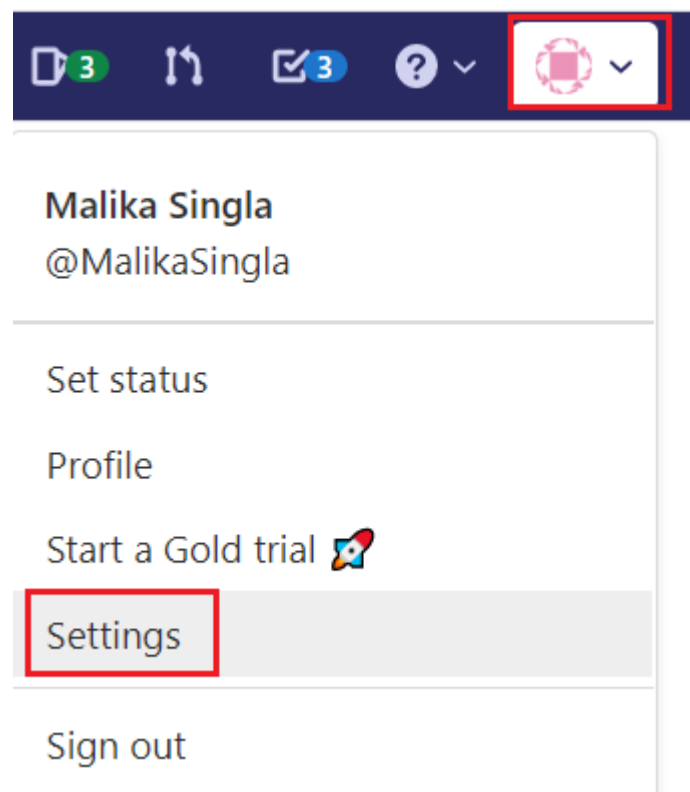 3 3 ?
Malika Singla
@MalikaSingla
Set status
Profile
Start a Gold trial 🚀
Settings
Sign out